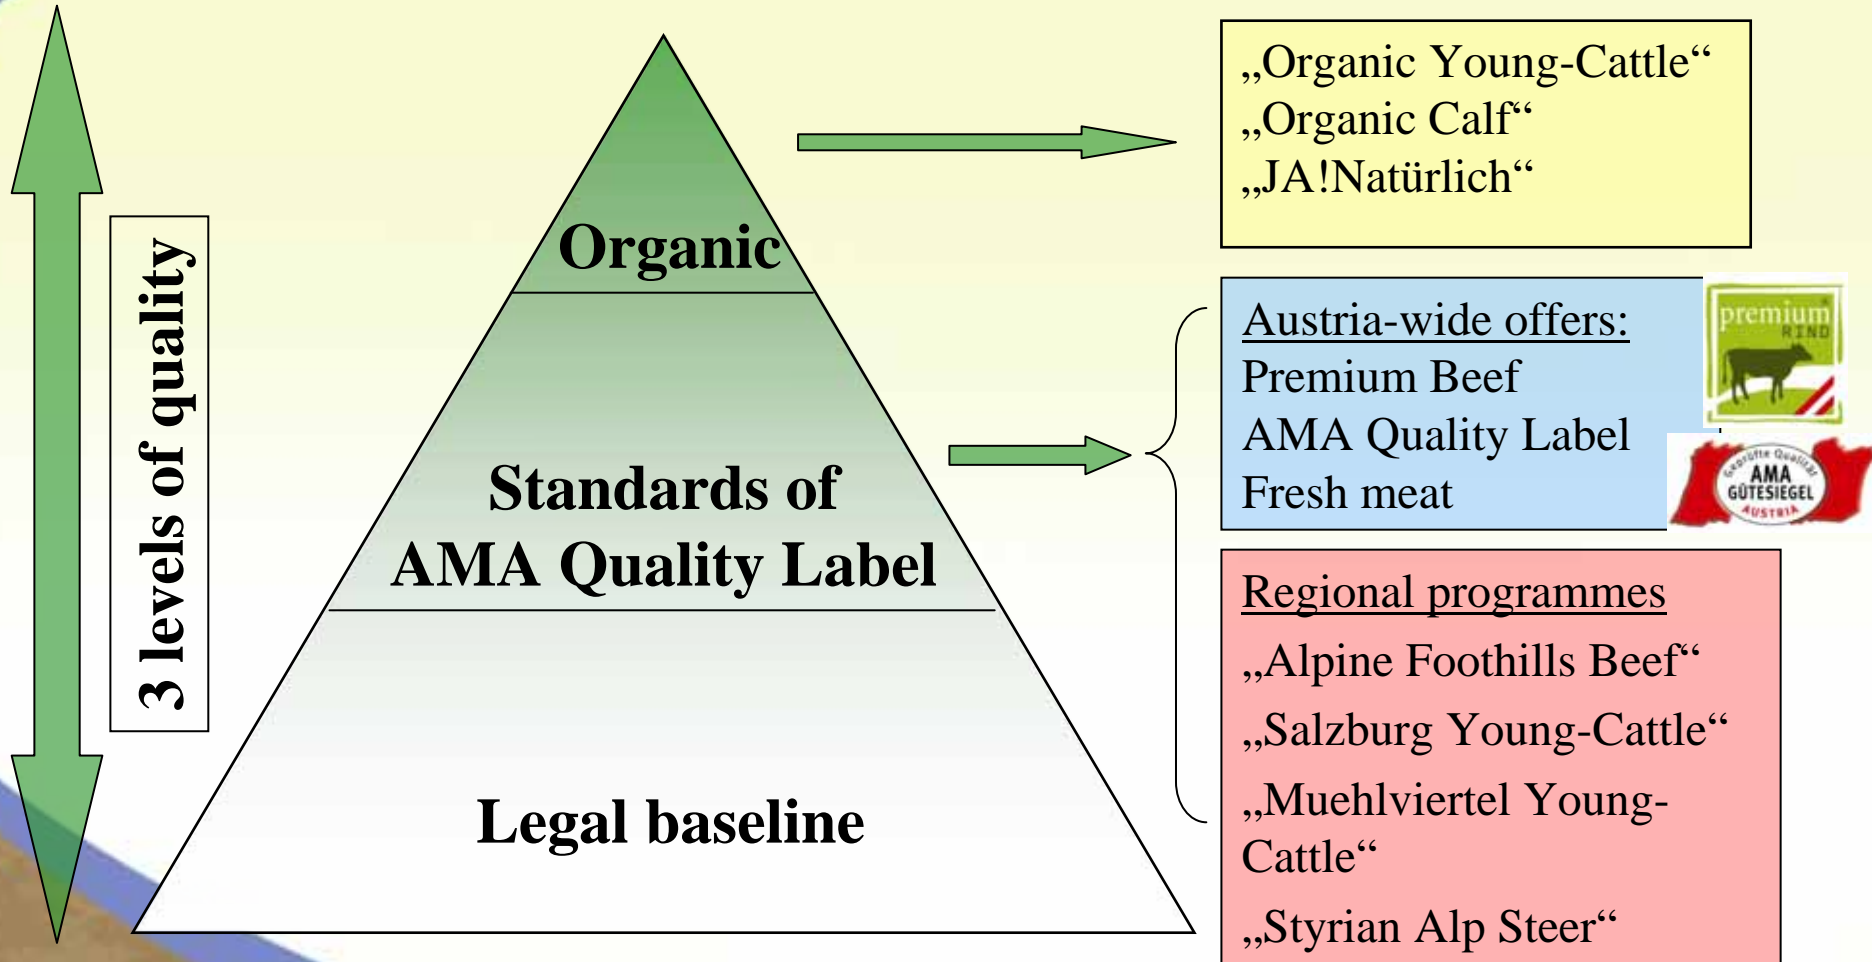 3 levels of quality
Organic
Standards of
AMA Quality Label
Legal baseline
„Organic Young-Cattle“
„Organic Calf“
„JA!Natürlich“
Austria-wide offers:
Premium Beef
AMA Quality Label
Fresh meat
premium
RIND
Geprüfte Qualität
AMA
GÜTESIEGEL
AUSTRIA
Regional programmes
„Alpine Foothills Beef“
„Salzburg Young-Cattle“
„Muehlviertel Young-
Cattle“
„Styrian Alp Steer“